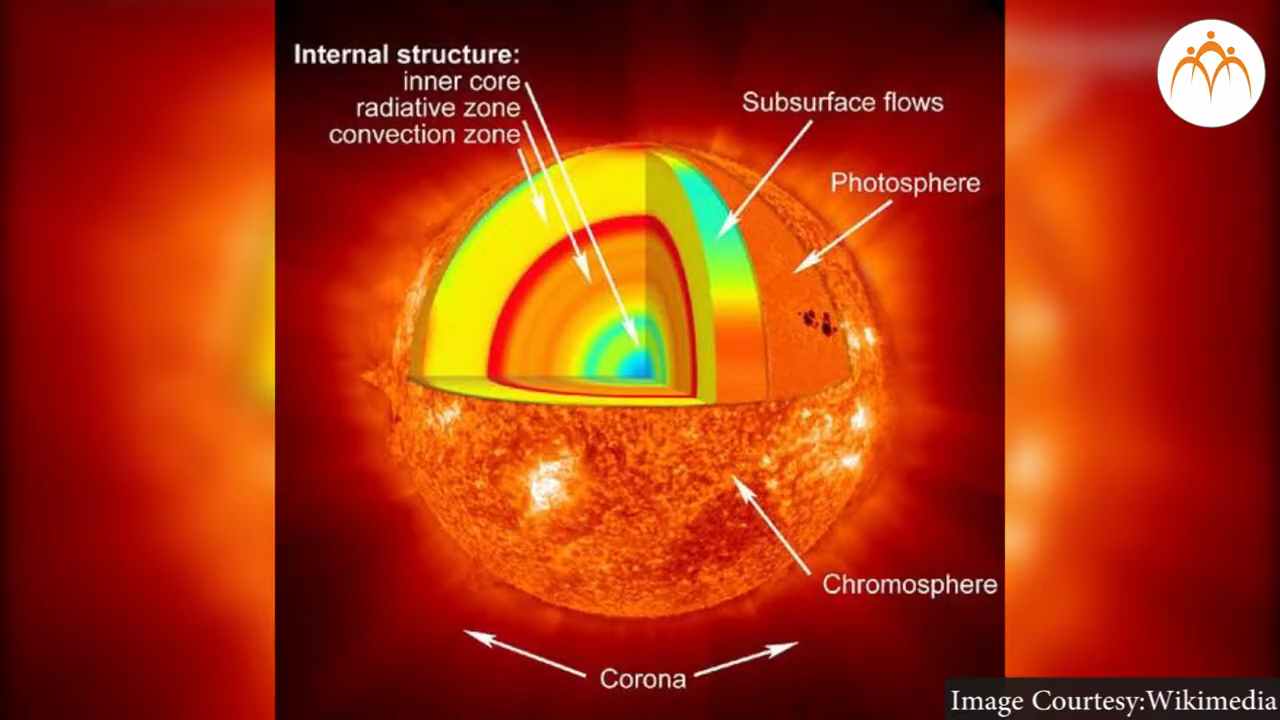 Internal structure:
inner core
radiative zone
convection zone
Subsurface flows
Photosphere
Chromosphere
Corona
Image Courtesy:Wikimedia